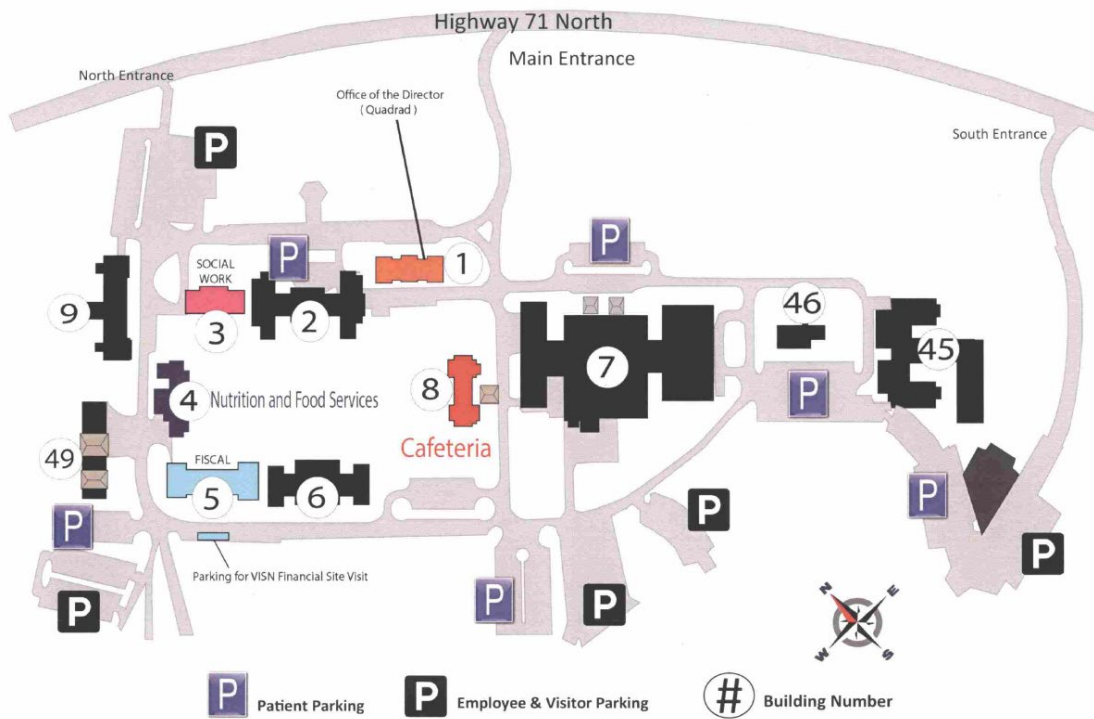 Highway 71 North
Main Entrance
North Entrance
Office of the Director
( Quadrad )
South Entrance
P
P
P
SOCIAL
WORK
1
9
3
2
46
7
45
8
4 Nutrition and Food Services
P
Cafeteria
FISCAL
49
5
6
P
P
P
P
Parking for VISN Financial Site Visit
P
P
P
P
N
E
W
S
P Patient Parking
P Employee & Visitor Parking
# Building Number